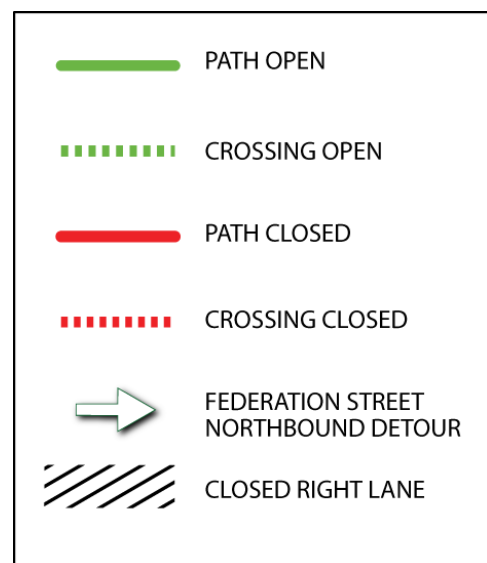 PATH OPEN
CROSSING OPEN
PATH CLOSED
CROSSING CLOSED
FEDERATION STREET
NORTHBOUND DETOUR
CLOSED RIGHT LANE